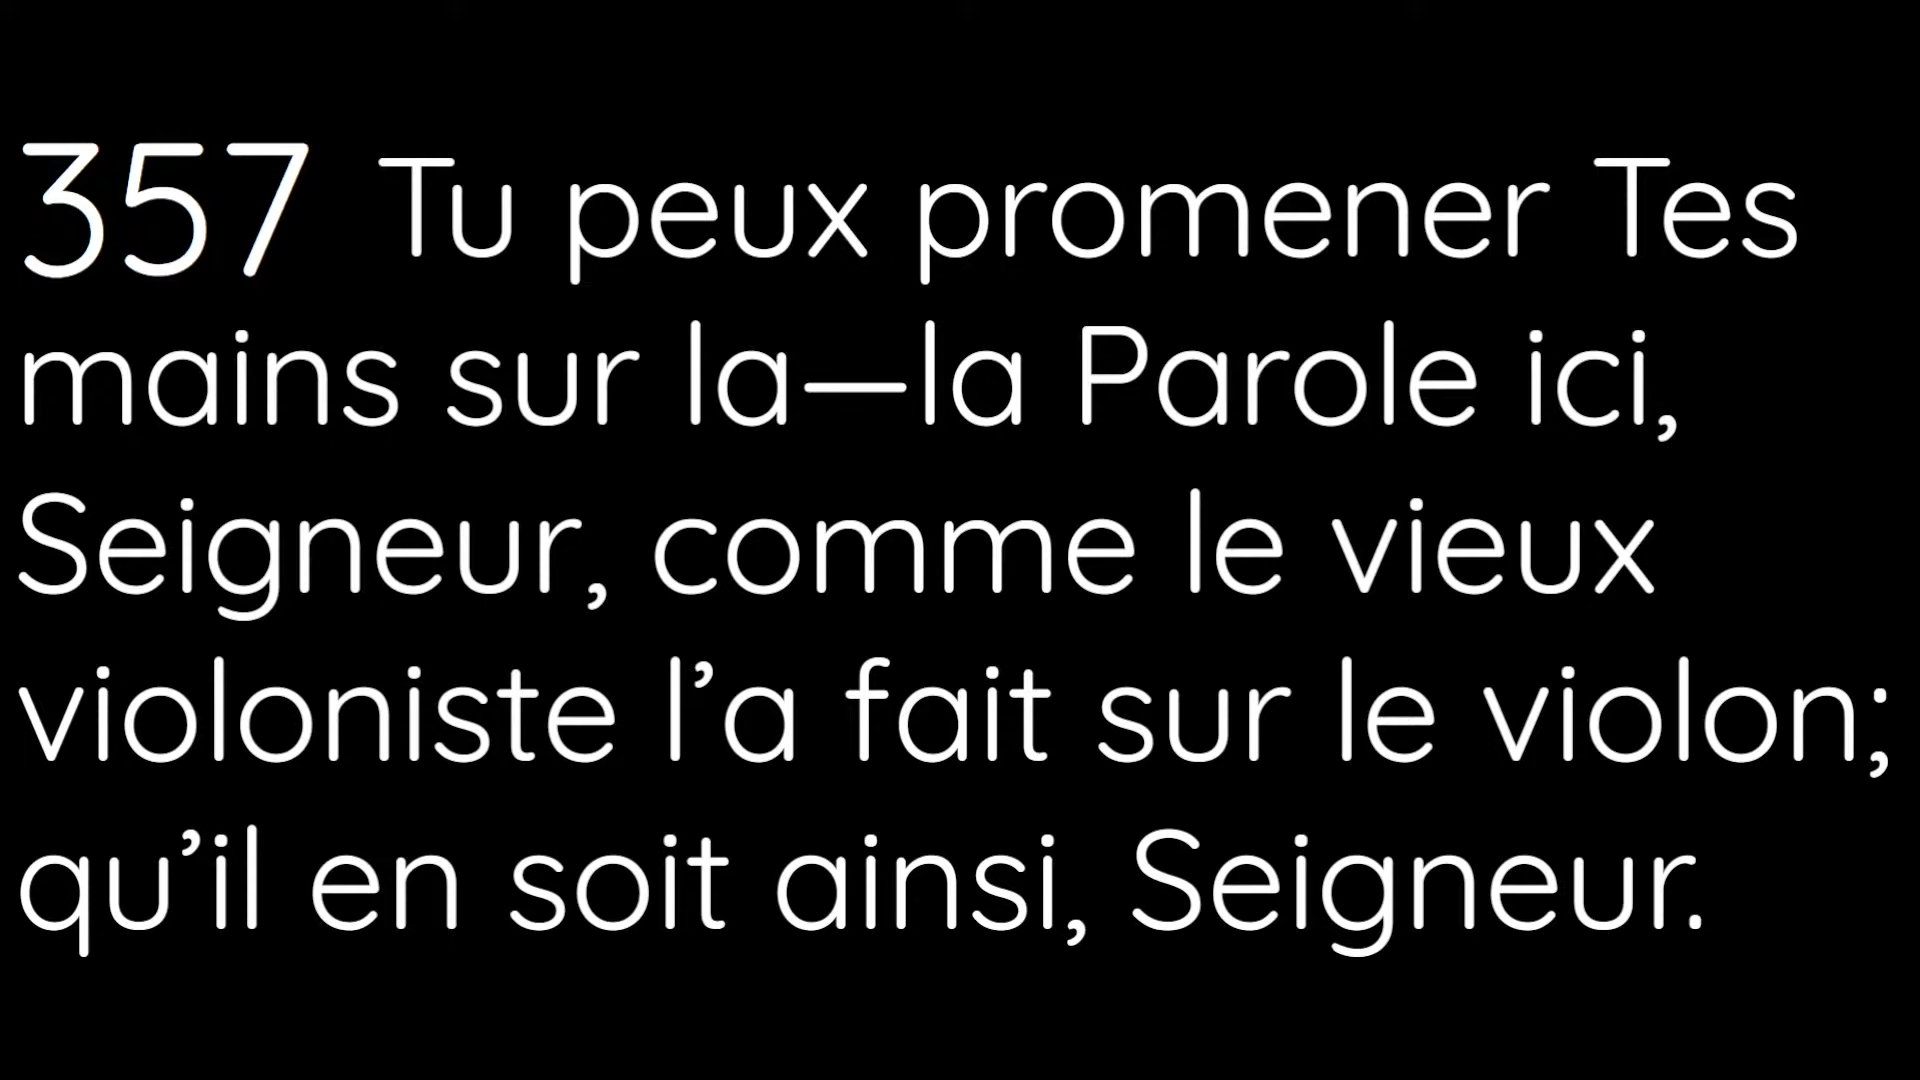 357 Tu peux promener Tes
mains sur la—la Parole ici,
Seigneur, comme le vieux
violoniste l’a fait sur le violon;
qu’il en soit ainsi, Seigneur.